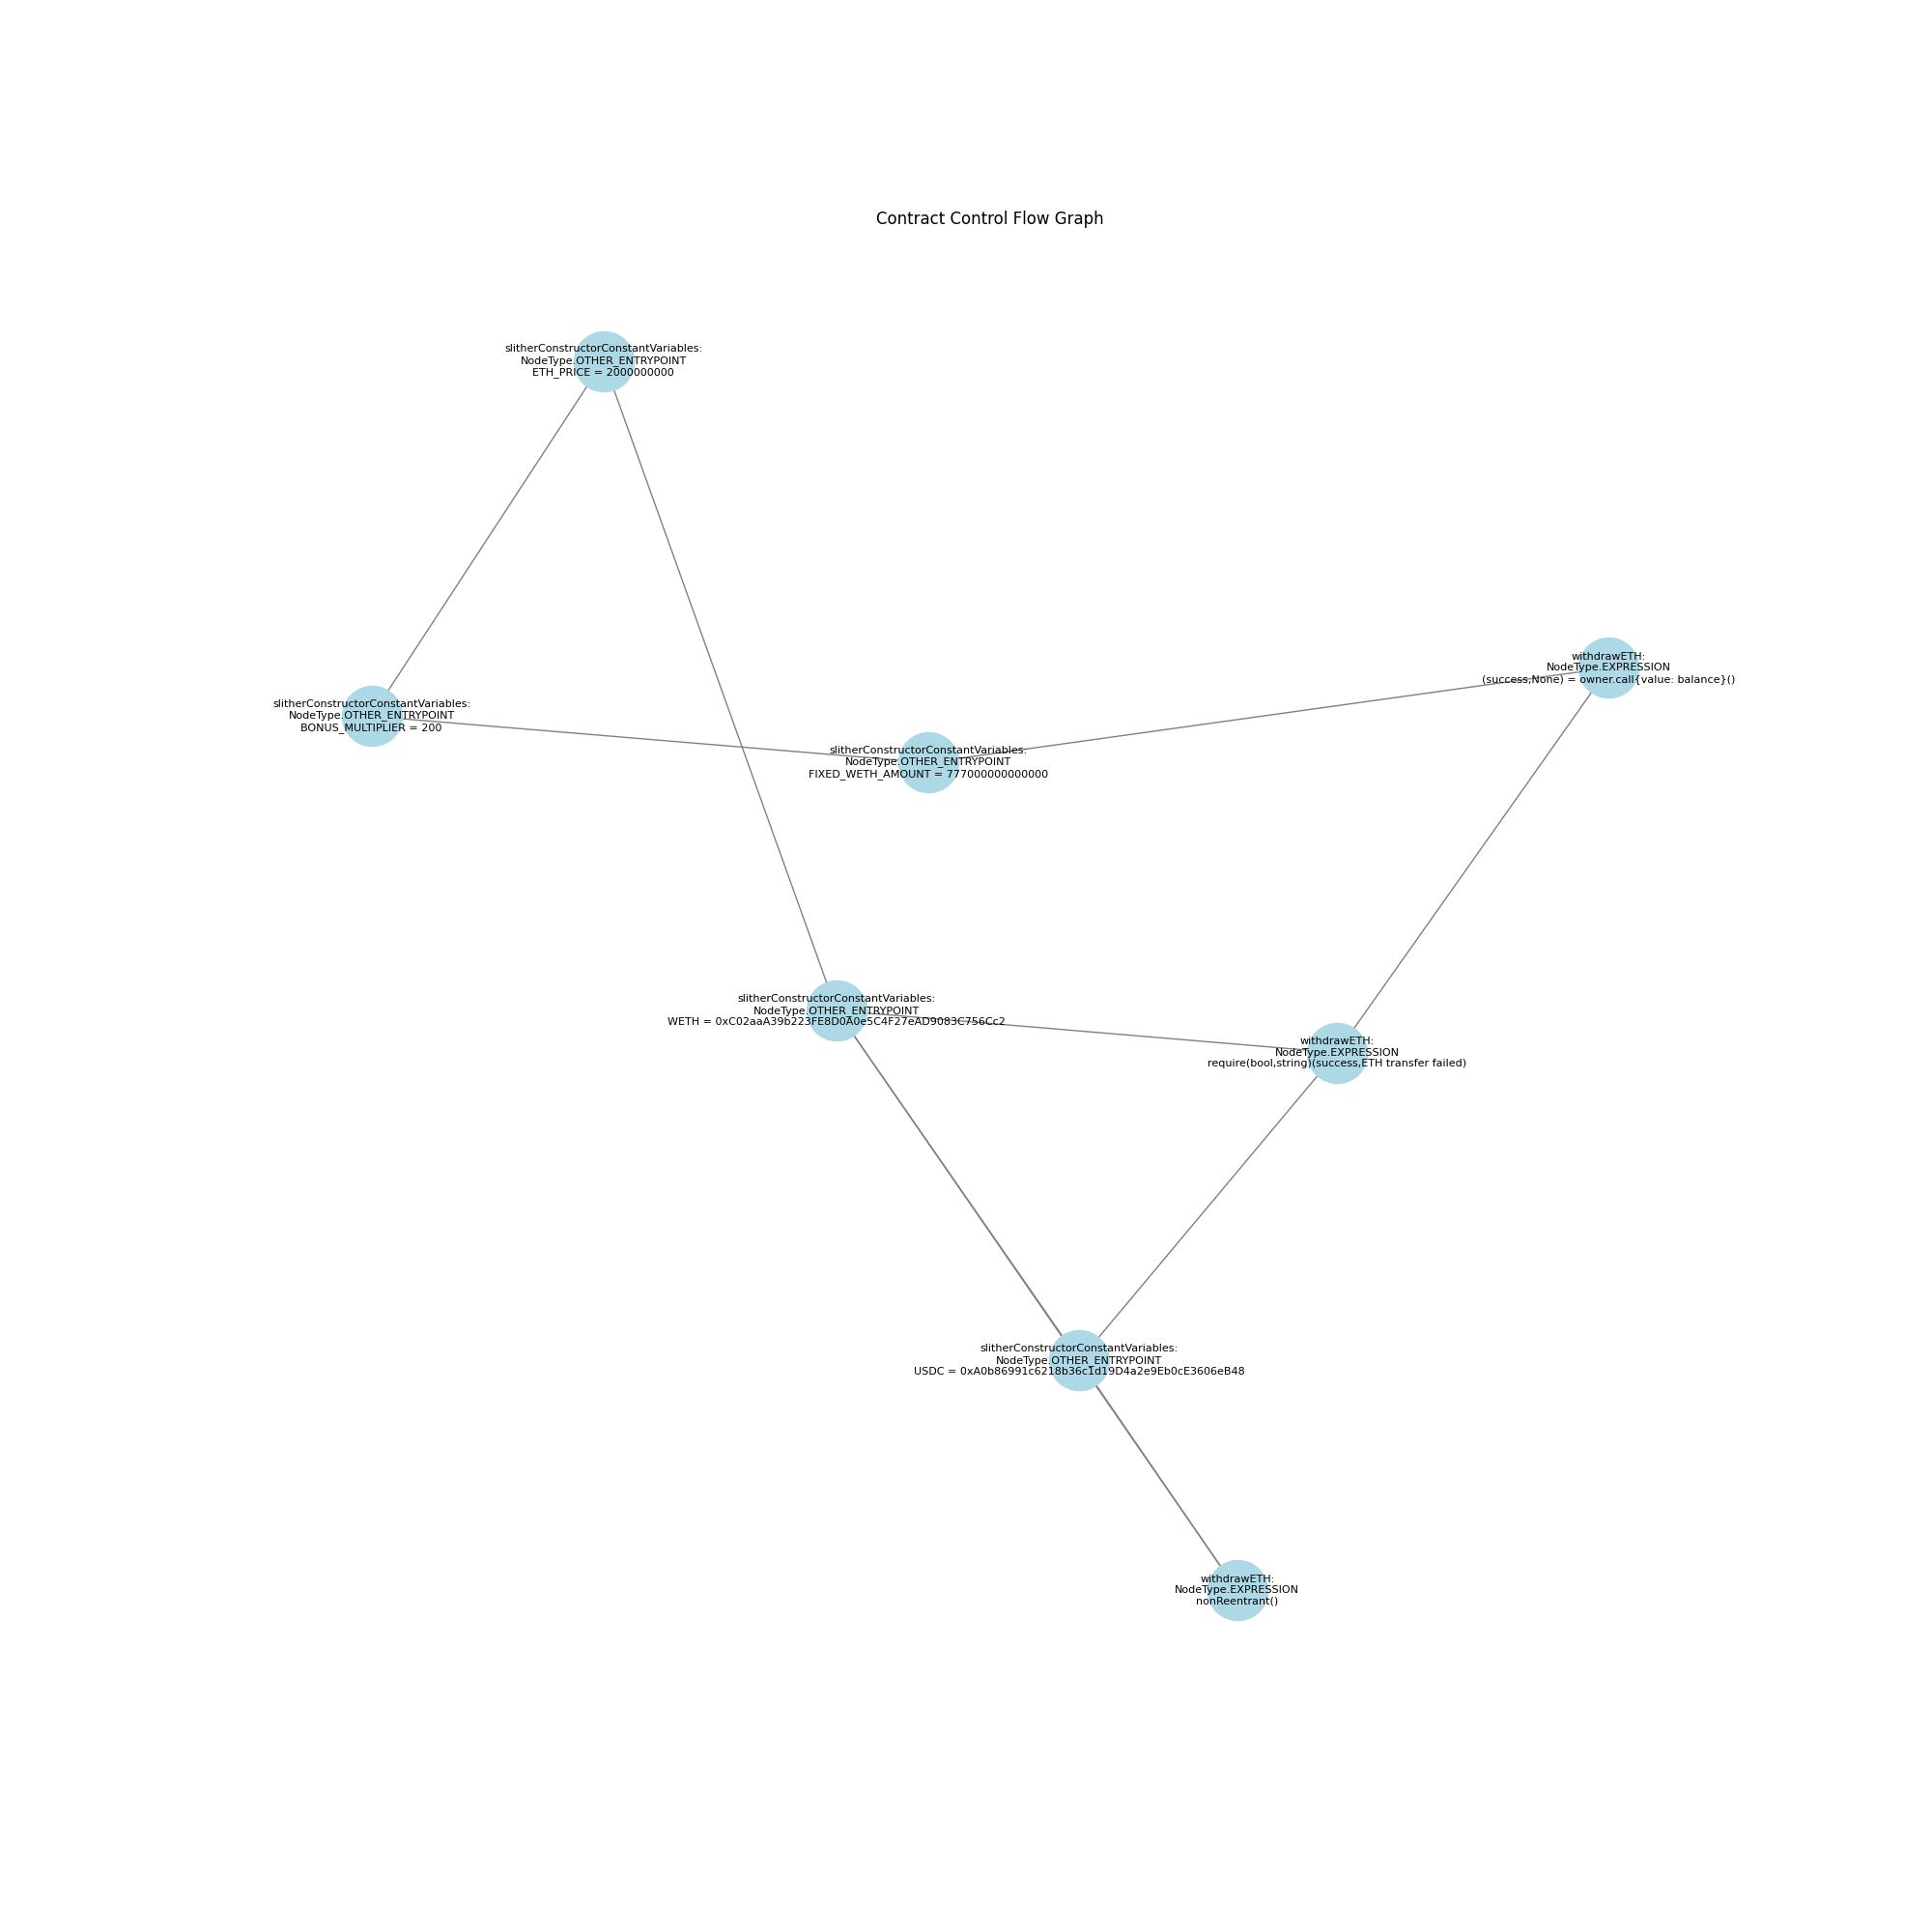 Contract Control Flow Graph
slitherConstructorConstantVariables:
NodeType.OTHER_ENTRYPOINT
ETH_PRICE = 2000000000
withdrawETH:
NodeType.EXPRESSION
(success,None) = owner.call{value: balance}()
slitherConstructorConstantVariables:
NodeType.OTHER_ENTRYPOINT
BONUS_MULTIPLIER = 200
slitherConstructorConstantVariables:
NodeType.OTHER_ENTRYPOINT
FIXED_WETH_AMOUNT = 777000000000000
slitherConstructorConstantVariables:
NodeType.OTHER_ENTRYPOINT
WETH = 0xC02aaA39b223FE8D0A0e5C4F27eAD9083C756Cc2
withdrawETH:
NodeType.EXPRESSION
require(bool,string)(success,ETH transfer failed)
slitherConstructorConstantVariables:
NodeType.OTHER_ENTRYPOINT
USDC = 0xA0b86991c6218b36c1d19D4a2e9Eb0cE3606eB48
withdrawETH:
NodeType.EXPRESSION
nonReentrant()